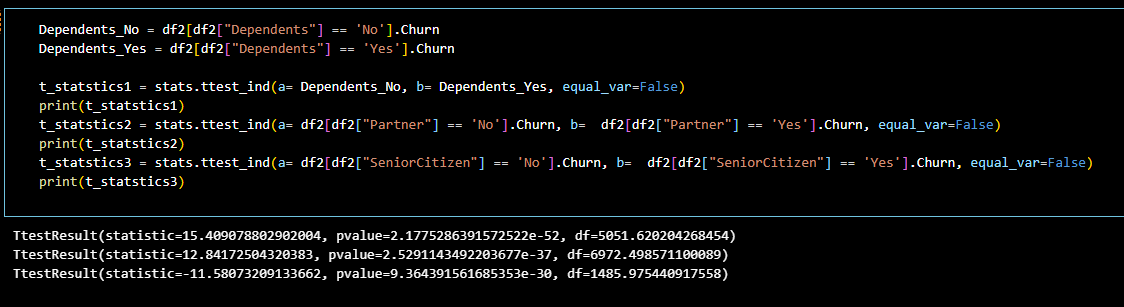 Dependents_No = df2[df2["Dependents"] == 'No'].Churn
Dependents_Yes = df2[df2["Dependents"] == 'Yes'].Churn
t_statstics1 = stats.ttest_ind(a= Dependents_No, b= Dependents_Yes, equal_var=False)
print(t_statstics1)
t_statstics2 = stats.ttest_ind(a= df2[df2["Partner"] == 'No'].Churn, b=  df2[df2["Partner"] == 'Yes'].Churn, equal_var=False)
print(t_statstics2)
t_statstics3 = stats.ttest_ind(a= df2[df2["SeniorCitizen"] == 'No'].Churn, b=  df2[df2["SeniorCitizen"] == 'Yes'].Churn, equal_var=False)
print(t_statstics3)
TtestResult(statistic=15.409078802902004, pvalue=2.1775286391572522e-52, df=5051.620204268454)
TtestResult(statistic=12.84172504320383, pvalue=2.5291143492203677e-37, df=6972.498571100089)
TtestResult(statistic=-11.58073209133662, pvalue=9.364391561685353e-30, df=1485.975440917558)